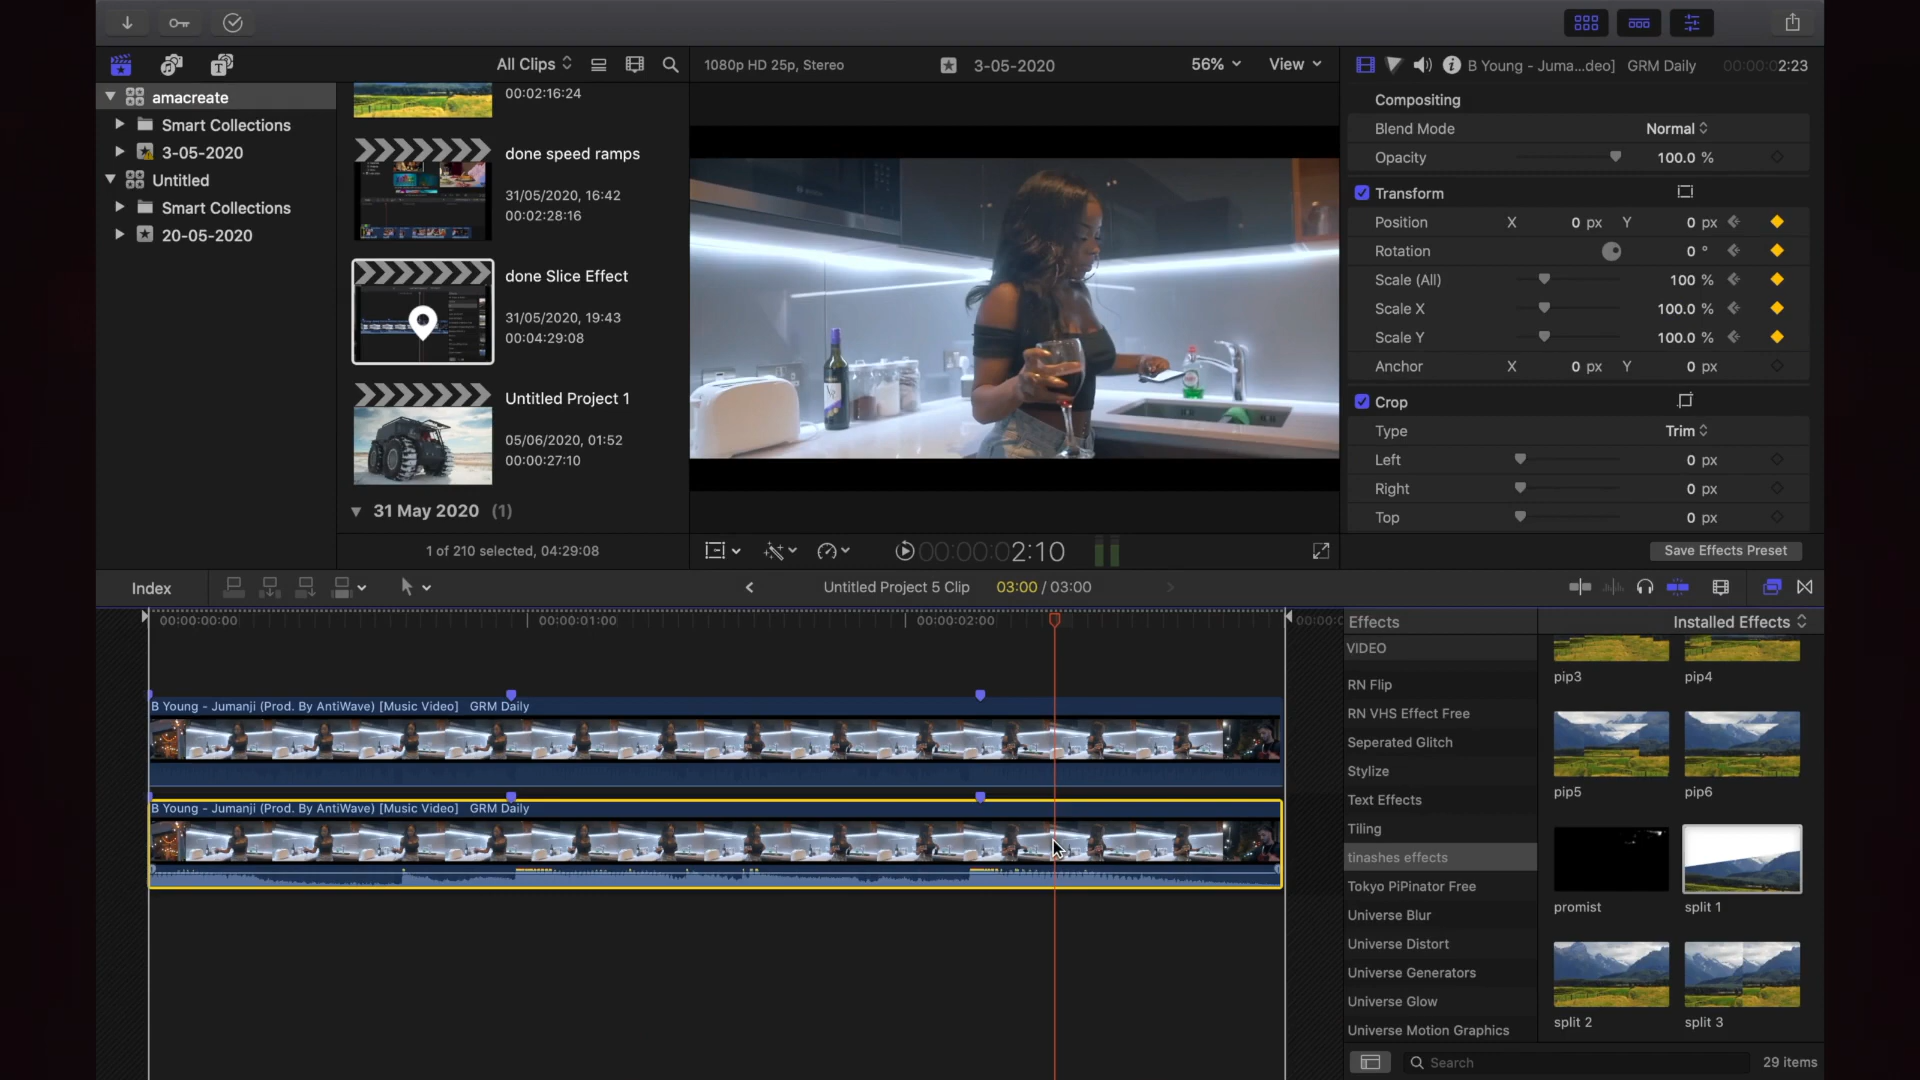 All Clips
1080p HD 25p, Stereo
3-05-2020
56%
View
B Young - Juma...deo] GRM Daily
00:00:02:23
amacreate
Smart Collections
3-05-2020
Untitled
Smart Collections
20-05-2020
00:02:16:24
done speed ramps
31/05/2020, 16:42
00:02:28:16
done Slice Effect
31/05/2020, 19:43
00:04:29:08
Untitled Project 1
05/06/2020, 01:52
00:00:27:10
31 May 2020 (1)
1 of 210 selected, 04:29:08
00:00:00:02:10
Compositing
Blend Mode Normal
Opacity 100.0 %
Transform
Position X 0 px Y 0 px
Rotation 0 °
Scale (All) 100 %
Scale X 100.0 %
Scale Y 100.0 %
Anchor X 0 px Y 0 px
Crop
Type Trim
Left 0 px
Right 0 px
Top 0 px
Save Effects Preset
Index
Untitled Project 5 Clip 03:00 / 03:00
00:00:00:00
00:00:01:00
00:00:02:00
B Young - Jumanji (Prod. By AntiWave) [Music Video] GRM Daily
B Young - Jumanji (Prod. By AntiWave) [Music Video] GRM Daily
Effects
Installed Effects
VIDEO
RN Flip
RN VHS Effect Free
Seperated Glitch
Stylize
Text Effects
Tiling
tinashes effects
Tokyo PiPinator Free
Universe Blur
Universe Distort
Universe Generators
Universe Glow
Universe Motion Graphics
pip3
pip4
pip5
pip6
promist
split 1
split 2
split 3
Search
29 items